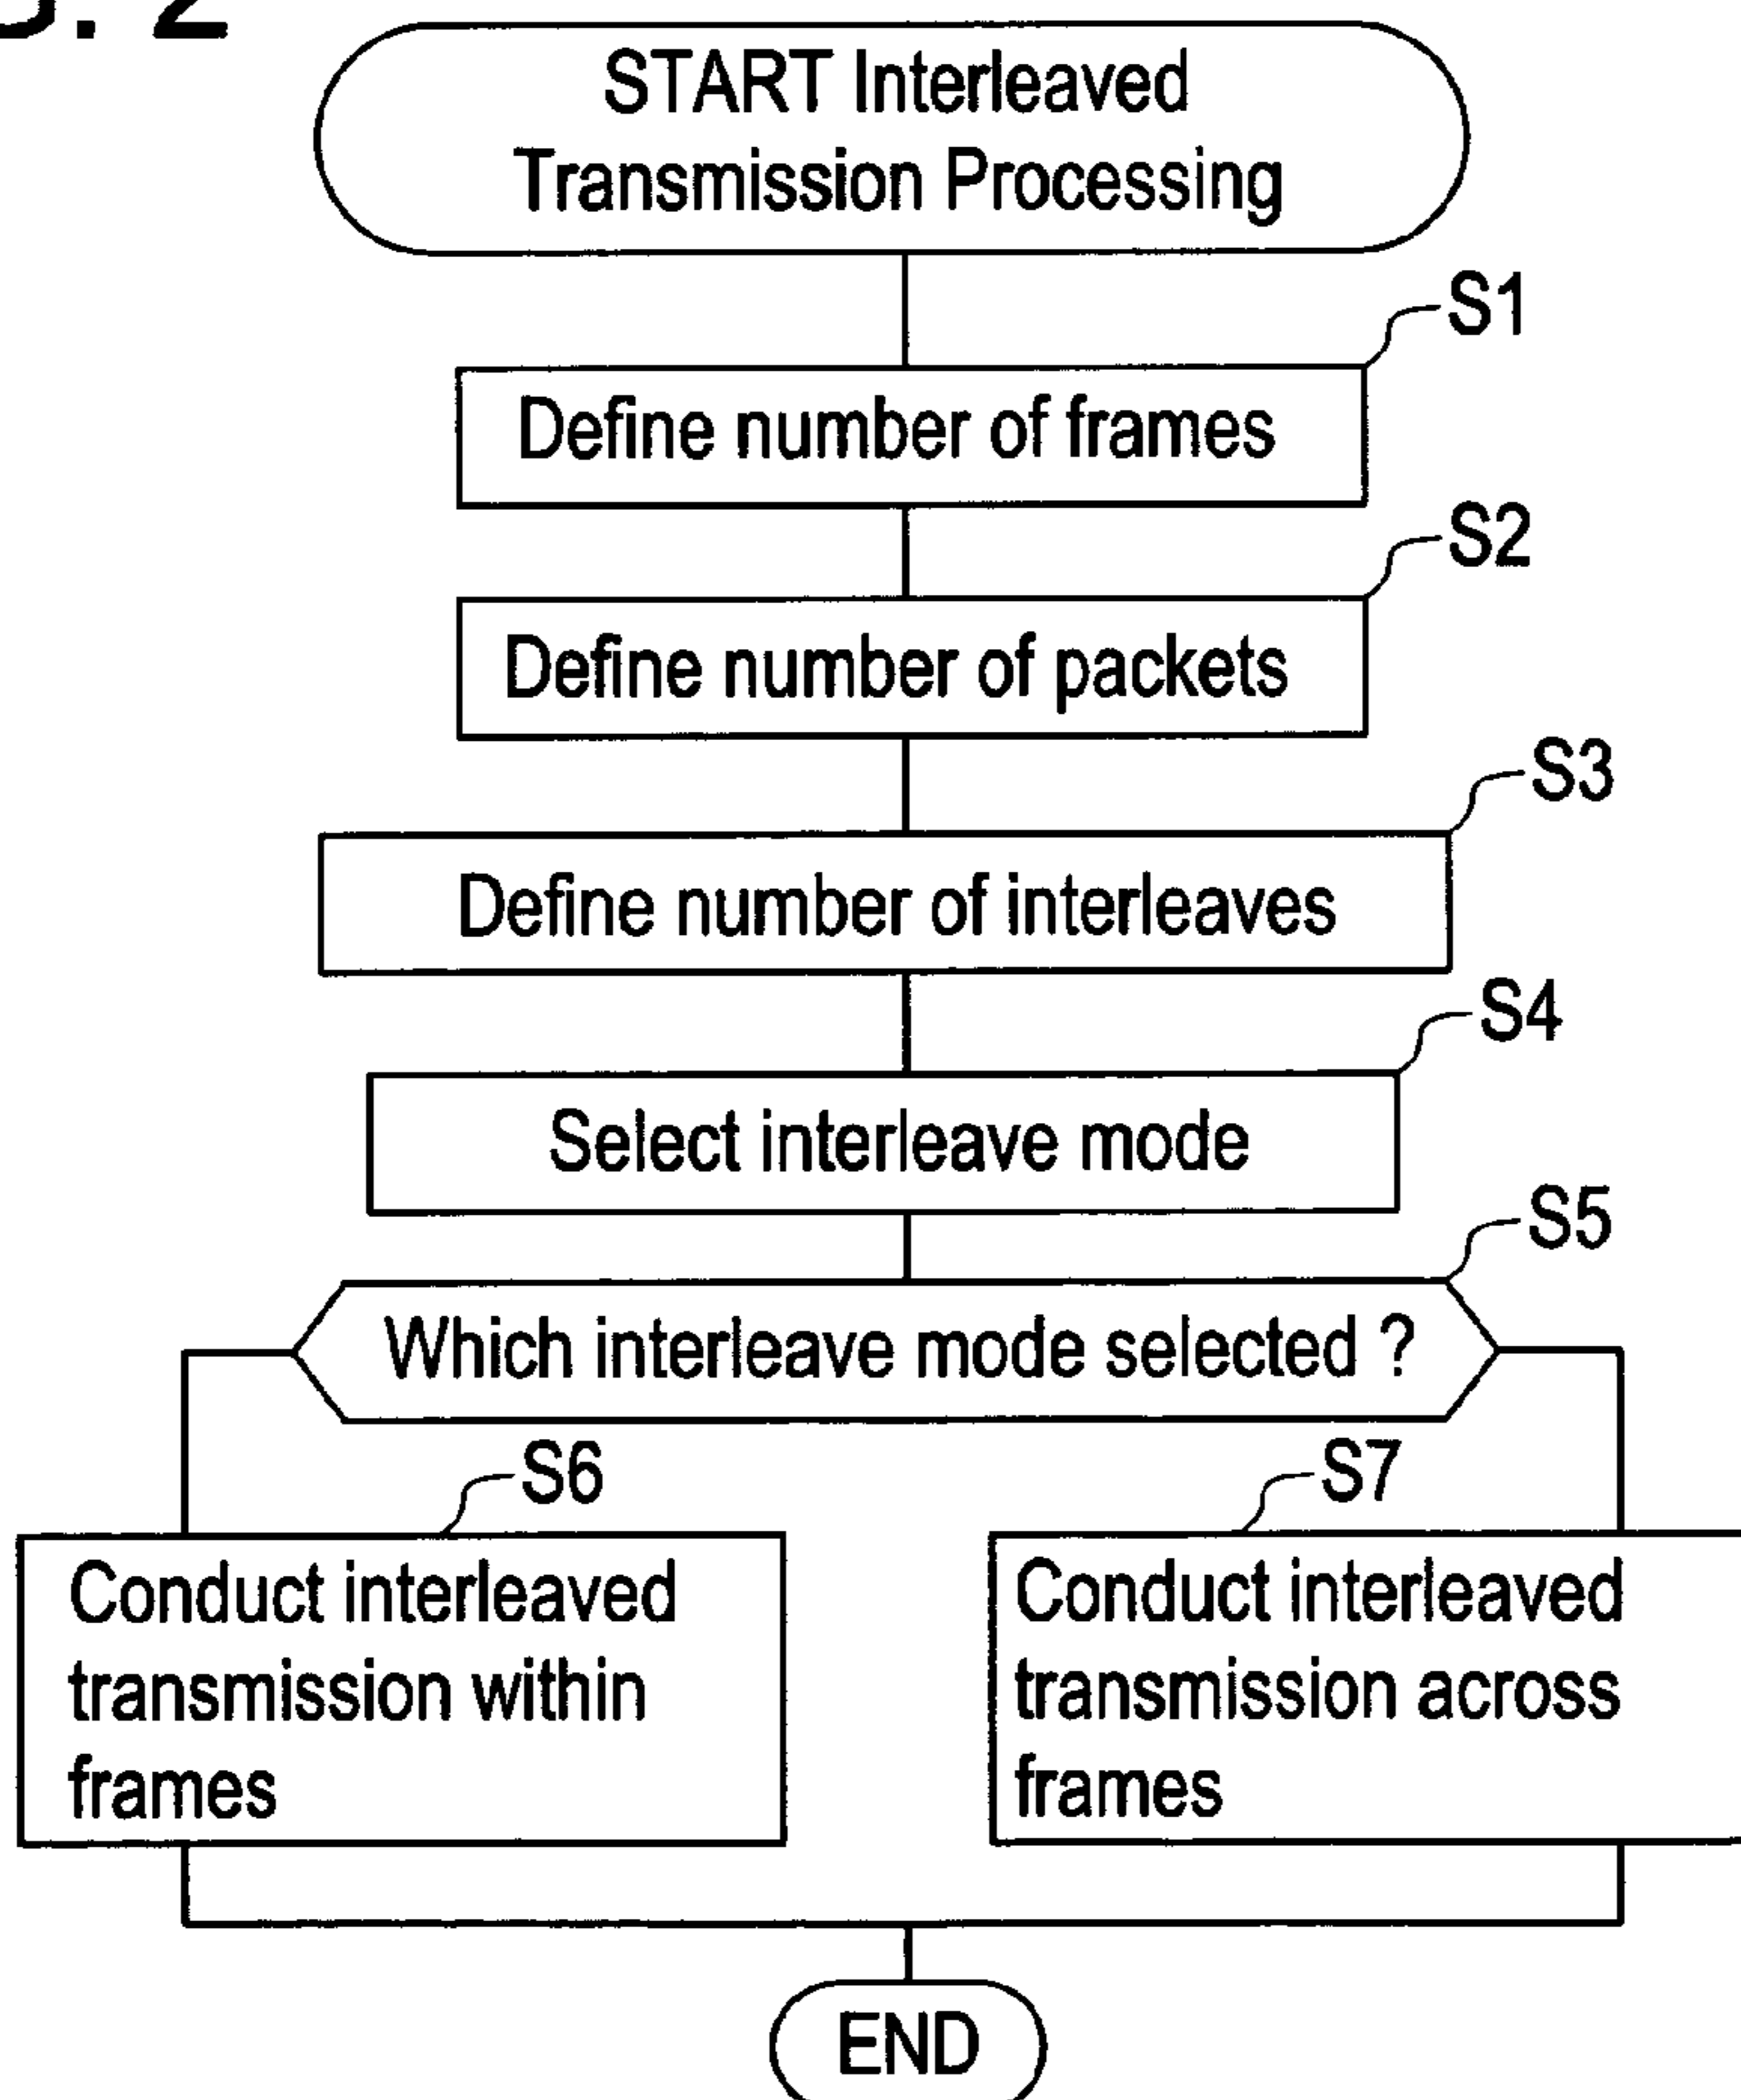 . 2
START Interleaved
Transmission Processing
S1
Define number of frames
S2
Define number of packets
S3
Define number of interleaves
S4
Select interleave mode
S5
Which interleave mode selected ?
S6
S7
Conduct interleaved
transmission within
frames
Conduct interleaved
transmission across
frames
END